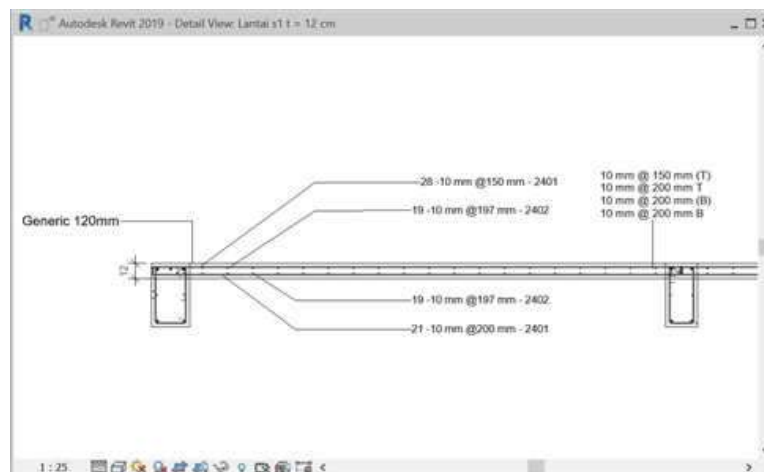 Autodesk Revit 2019 - Detail View: Lantai s1 t = 12 cm
28 -10 mm @150 mm - 2401
19 -10 mm @197 mm - 2402
Generic 120mm
10 mm @ 150 mm (T)
10 mm @ 200 mm T
10 mm @ 200 mm (B)
10 mm @ 200 mm B
12
19 -10 mm @197 mm - 2402
21 -10 mm @200 mm - 2401
1 : 25